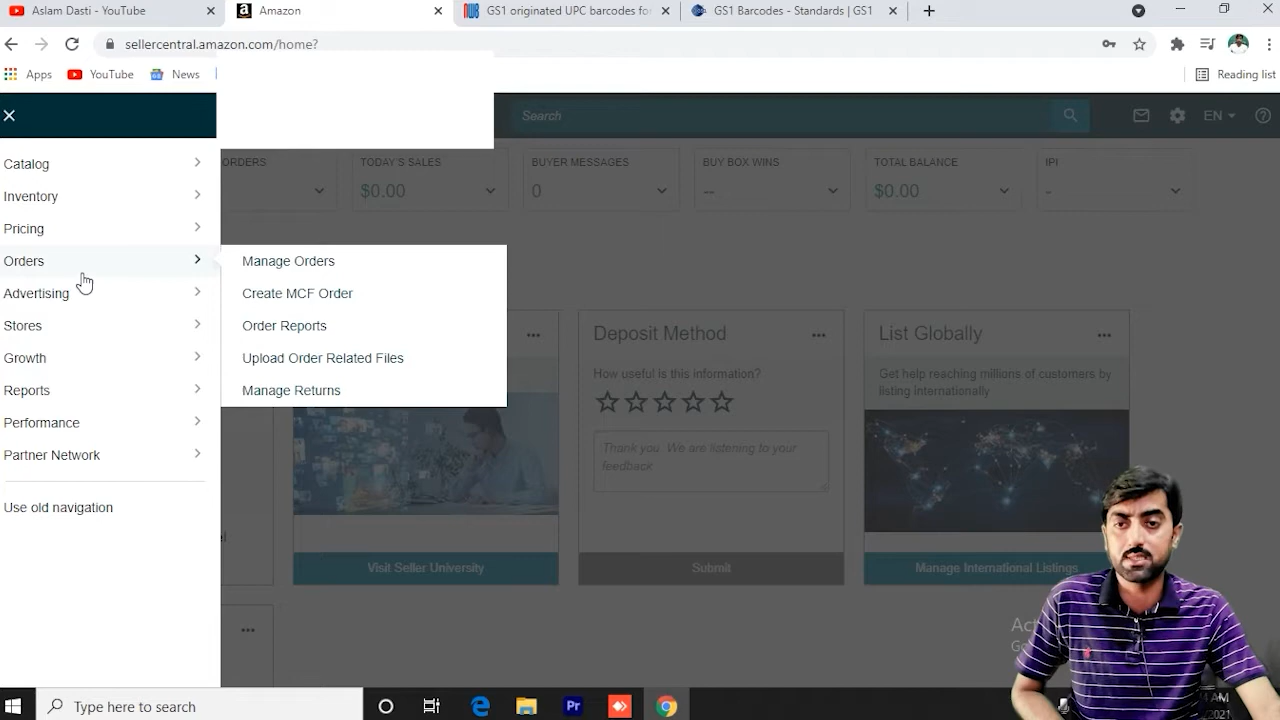 Aslam Dasti - YouTube
Amazon
GS1 originated UPC barcodes fo
GS1 Barcodes - Standards | GS1
sellercentral.amazon.com/home?
Apps
YouTube
News
Reading list
Search
EN
Catalog
Inventory
Pricing
Orders
Advertising
Stores
Growth
Reports
Performance
Partner Network
Use old navigation
Manage Orders
Create MCF Order
Order Reports
Upload Order Related Files
Manage Returns
ORDERS
TODAY'S SALES
$0.00
BUYER MESSAGES
0
BUY BOX WINS
--
TOTAL BALANCE
$0.00
IPI
-
Visit Seller University
Deposit Method
How useful is this information?
Thank you. We are listening to your
feedback
Submit
List Globally
Get help reaching millions of customers by
listing internationally
Manage International Listings
Type here to search